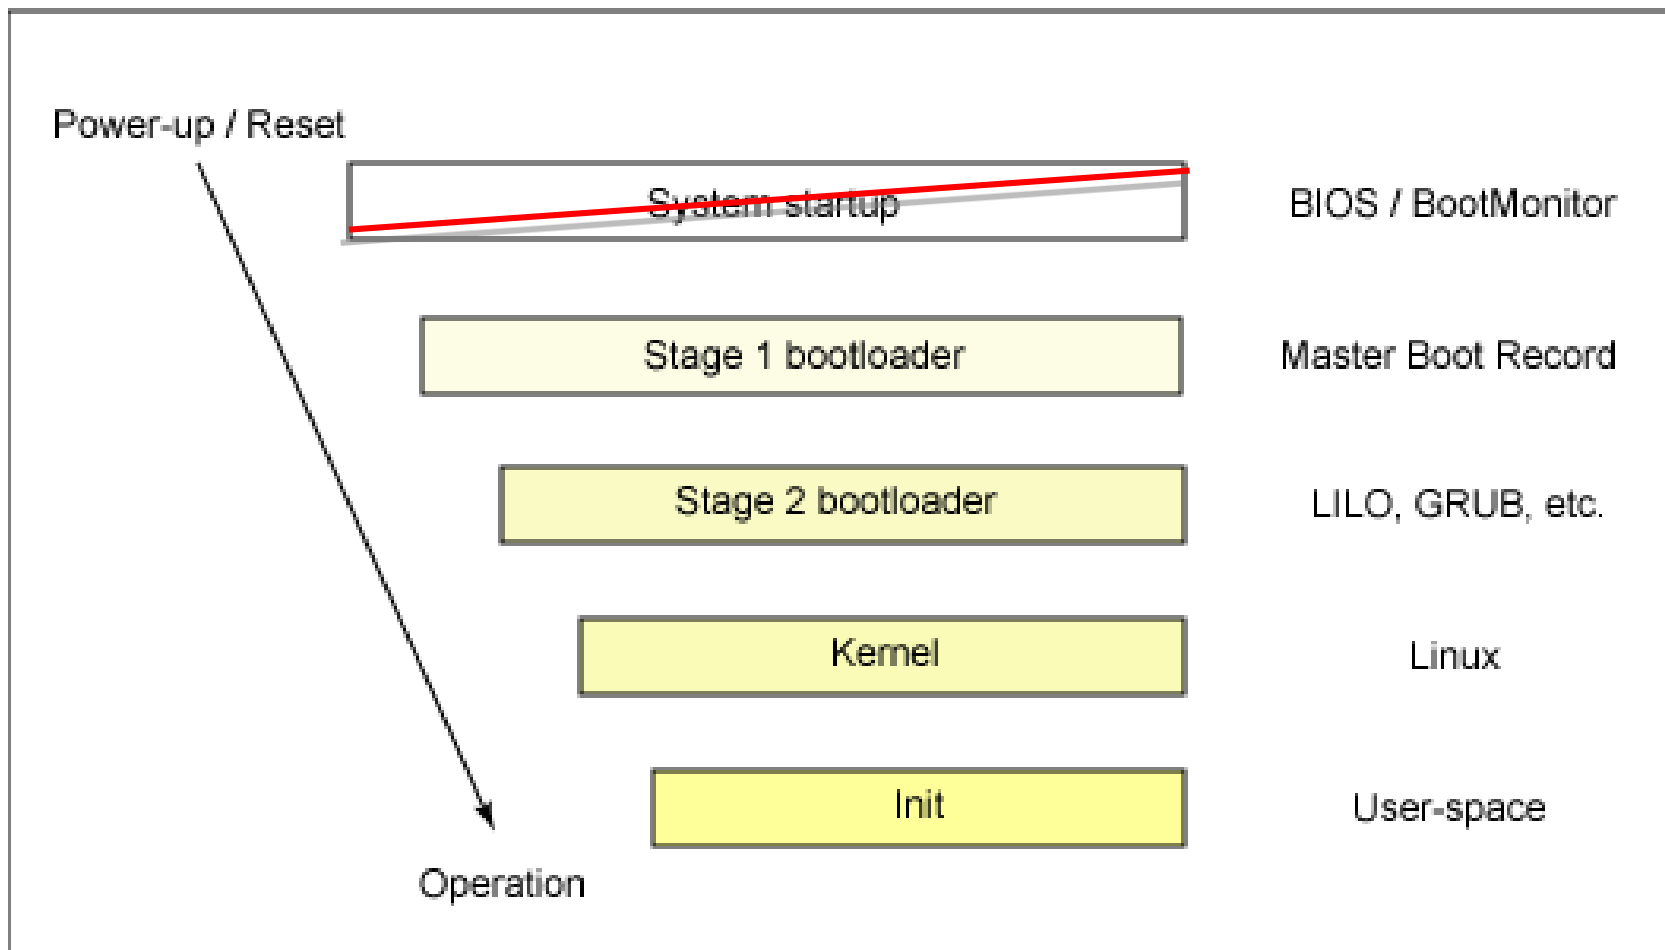 Power-up / Reset
System startup
BIOS / BootMonitor
Stage 1 bootloader
Master Boot Record
Stage 2 bootloader
LILO, GRUB, etc.
Kernel
Linux
Init
User-space
Operation